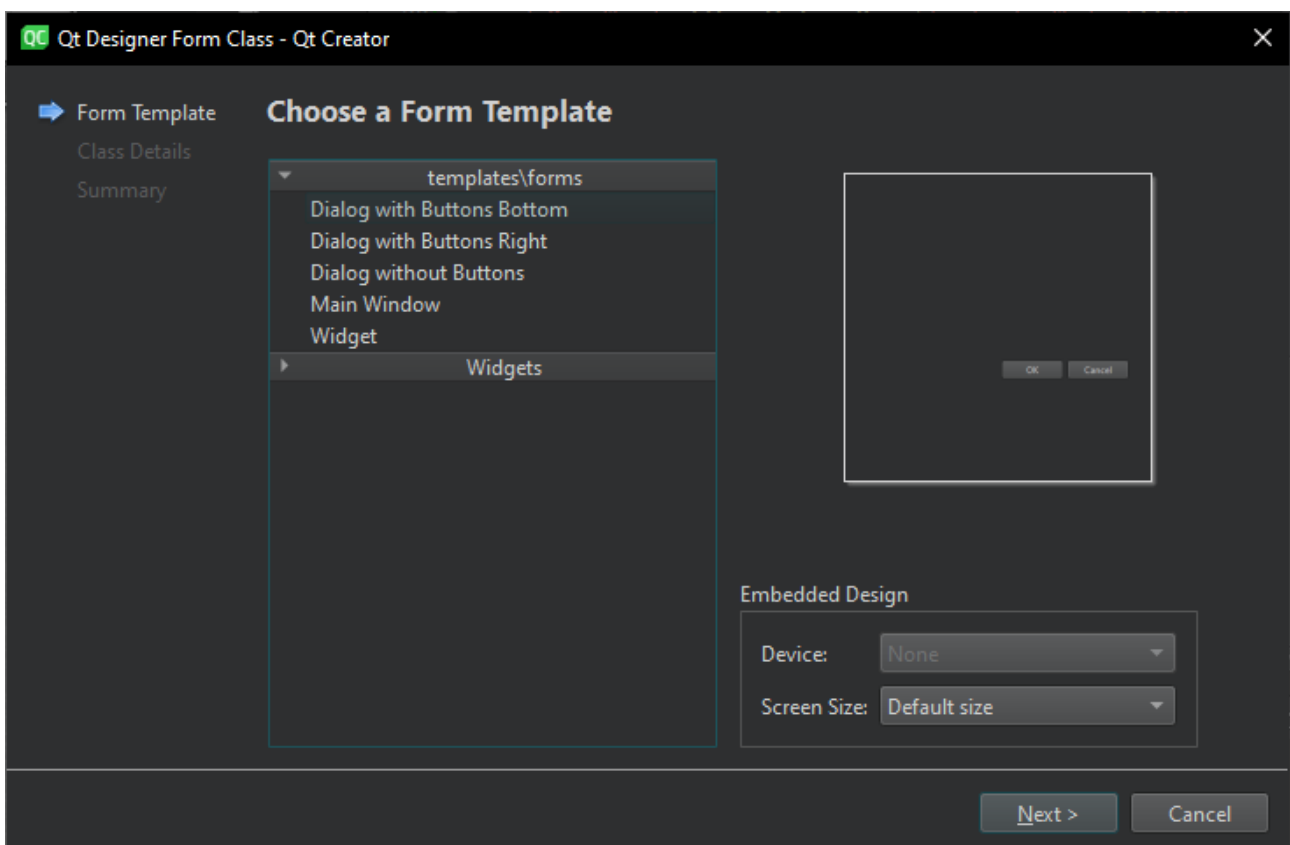 QC Qt Designer Form Class - Qt Creator
Form Template
Class Details
Summary
Choose a Form Template
templates\forms
Dialog with Buttons Bottom
Dialog with Buttons Right
Dialog without Buttons
Main Window
Widget
Widgets
OK Cancel
Embedded Design
Device: None
Screen Size: Default size
Next > Cancel